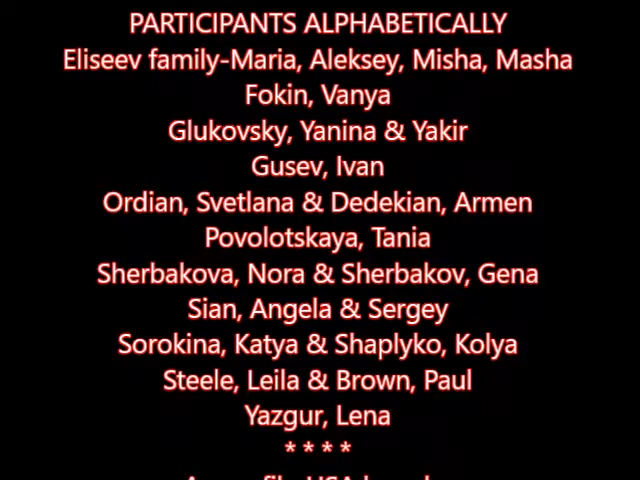 PARTICIPANTS ALPHABETICALLY
Eliseev family-Maria, Aleksey, Misha, Masha
Fokin, Vanya
Glukovsky, Yanina & Yakir
Gusev, Ivan
Ordian, Svetlana & Dedekian, Armen
Povolotskaya, Tania
Sherbakova, Nora & Sherbakov, Gena
Sian, Angela & Sergey
Sorokina, Katya & Shaplyko, Kolya
Steele, Leila & Brown, Paul
Yazgur, Lena
* * * *